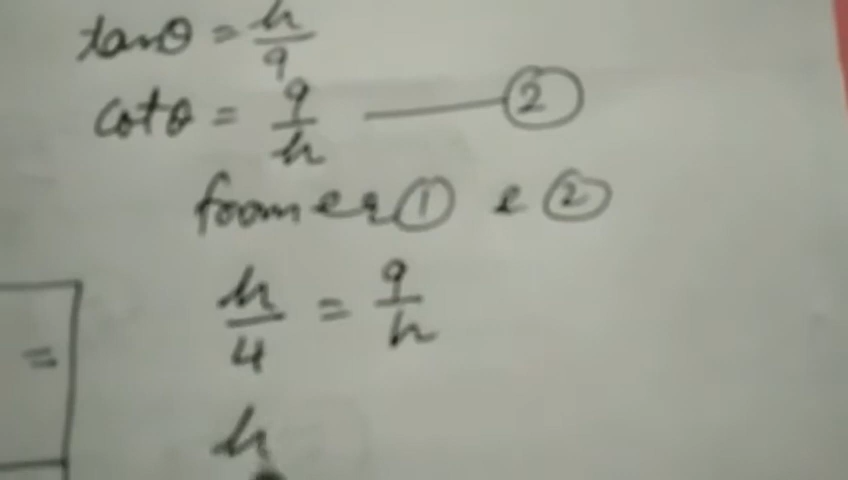 tanθ = h/9
cotθ = 9/h —— ②
from eq ① & ②
h/4 = 9/h
=
h